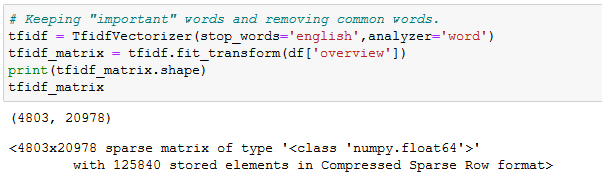 # Keeping "important" words and removing common words.
tfidf = TfidfVectorizer(stop_words='english',analyzer='word')
tfidf_matrix = tfidf.fit_transform(df['overview'])
print(tfidf_matrix.shape)
tfidf_matrix
(4803, 20978)
<4803x20978 sparse matrix of type '<class 'numpy.float64'>'
        with 125840 stored elements in Compressed Sparse Row format>